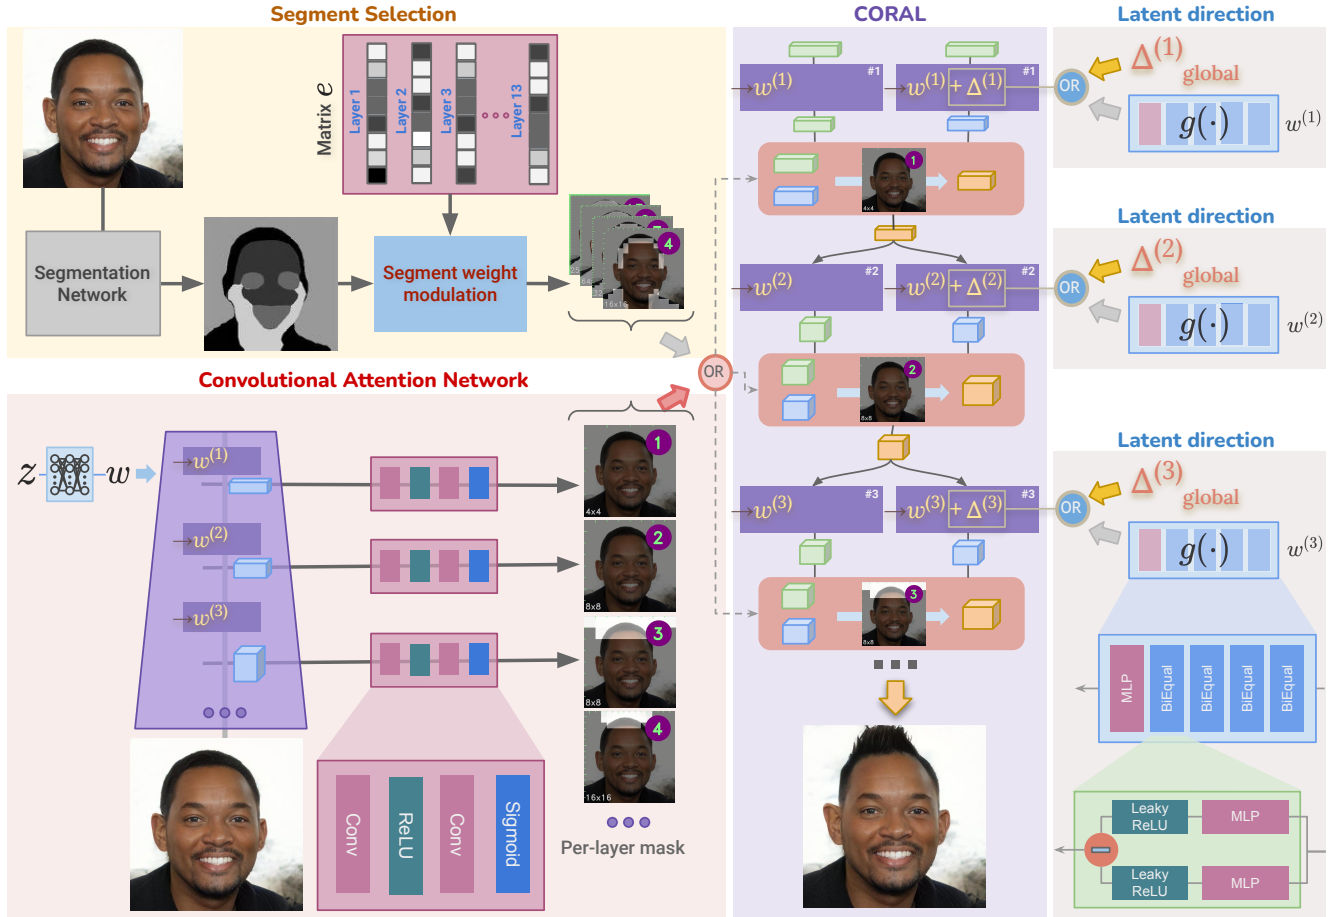 Segment Selection
Matrix e
Layer 1
Layer 2
Layer 3
Layer 13
Segmentation
Network
Segment weight
modulation
4
16x16
Convolutional Attention Network
z
w
→w⁽¹⁾
→w⁽²⁾
→w⁽³⁾
1
4x4
2
8x8
3
8x8
4
16x16
Conv
ReLU
Conv
Sigmoid
Per-layer mask
OR
CORAL
#1
→w⁽¹⁾
#1
→w⁽¹⁾ + Δ⁽¹⁾
1
4x4
#2
→w⁽²⁾
#2
→w⁽²⁾ + Δ⁽²⁾
2
8x8
#3
→w⁽³⁾
#3
→w⁽³⁾ + Δ⁽³⁾
3
8x8
Latent direction
OR
Δ⁽¹⁾global
g(·)
w⁽¹⁾
Latent direction
OR
Δ⁽²⁾global
g(·)
w⁽²⁾
Latent direction
OR
Δ⁽³⁾global
g(·)
w⁽³⁾
MLP
BiEqual
BiEqual
BiEqual
BiEqual
Leaky
ReLU
MLP
Leaky
ReLU
MLP